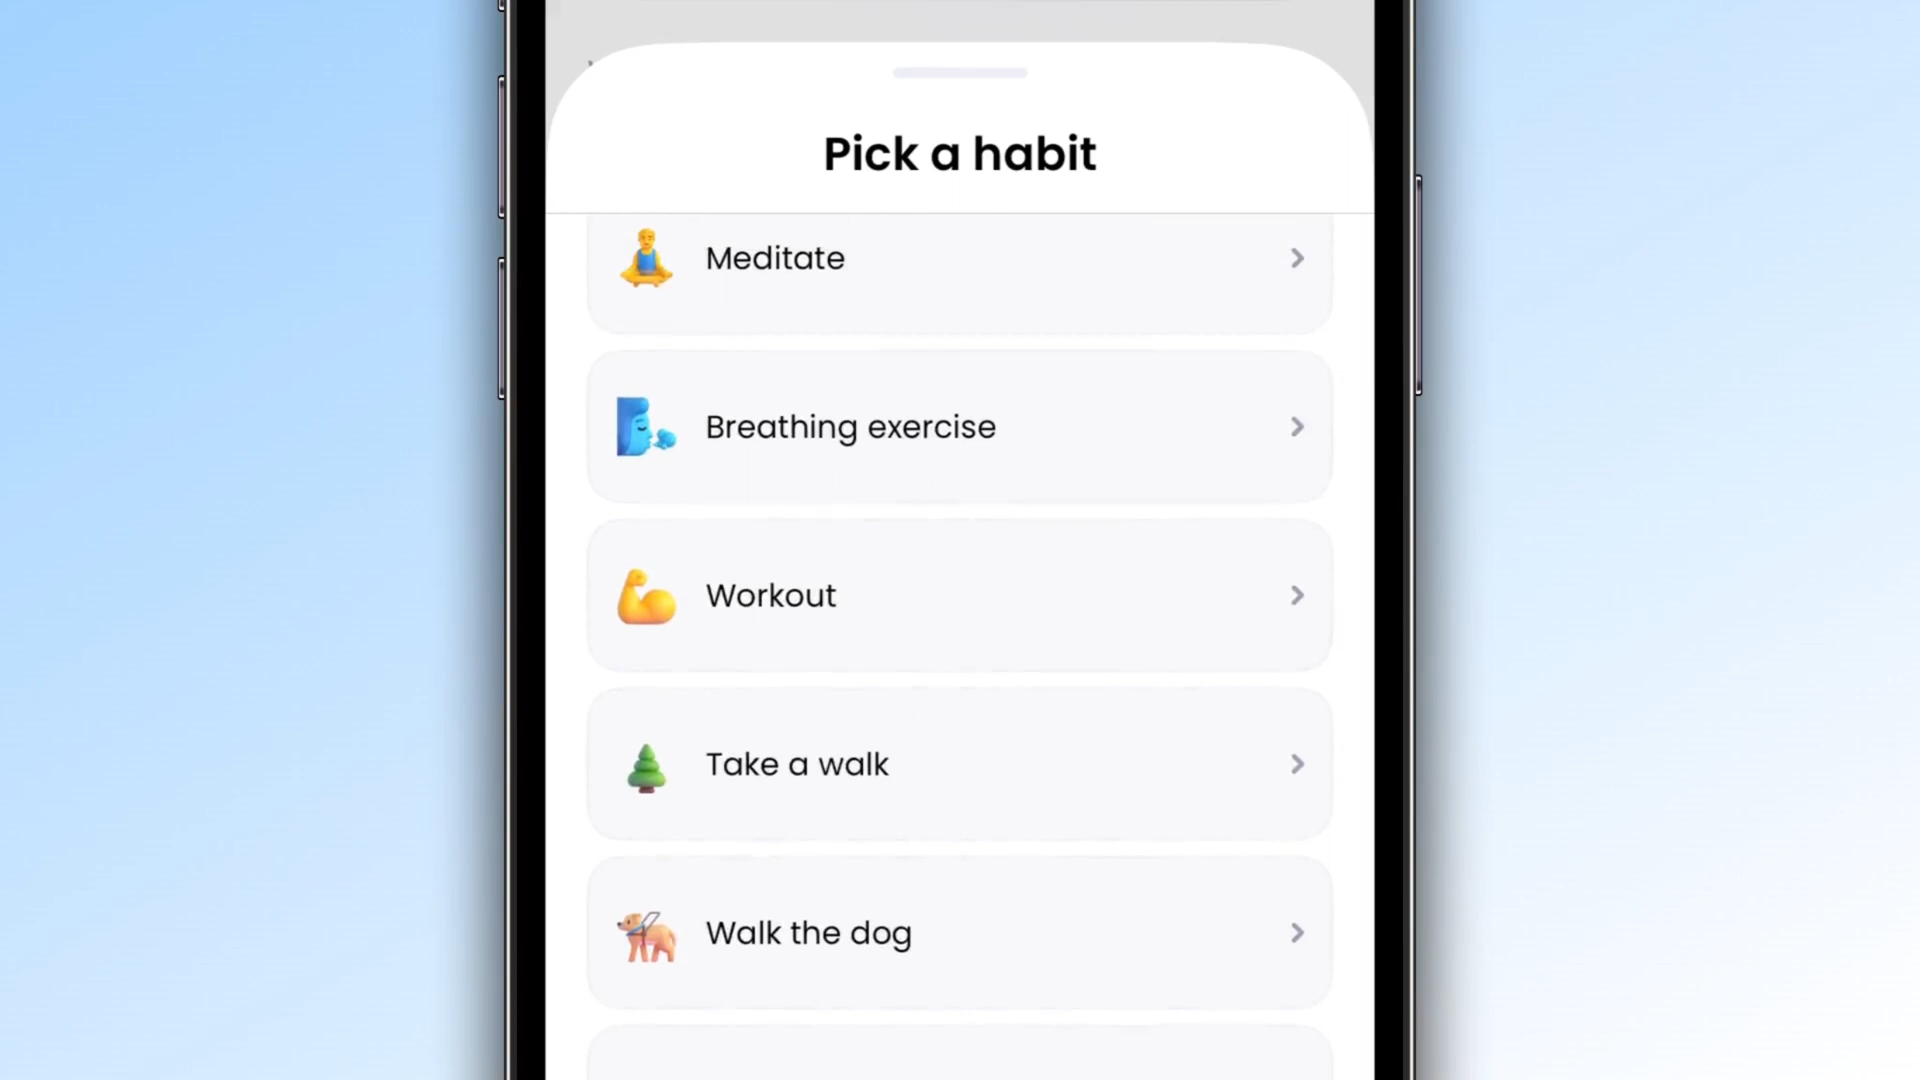 Pick a habit
Meditate
Breathing exercise
Workout
Take a walk
Walk the dog